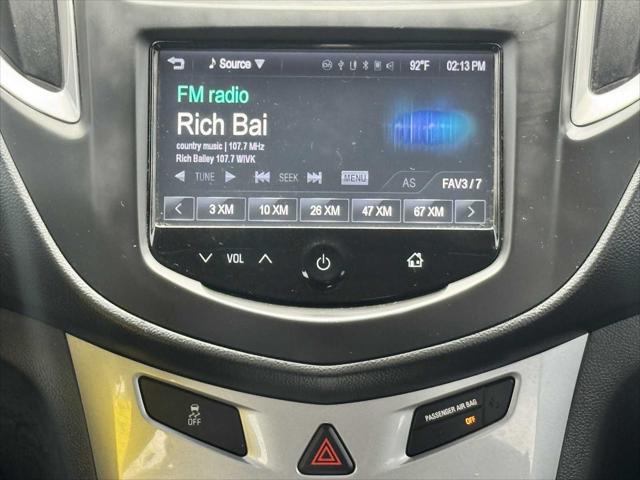 Source 92°F 02:13 PM
FM radio
Rich Bai
country music | 107.7 MHz
Rich Bailey 107.7 WIVK
TUNE SEEK MENU AS FAV3 / 7
3 XM 10 XM 26 XM 47 XM 67 XM
VOL
OFF
PASSENGER AIR BAG
OFF